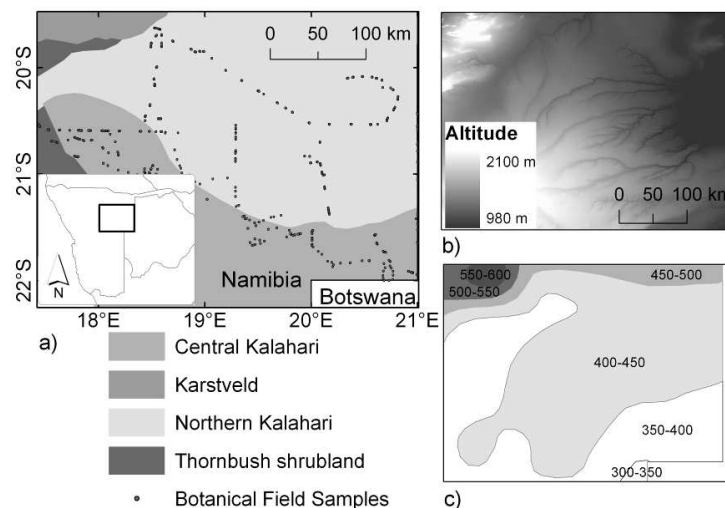 20°S
21°S
22°S
0 50 100 km
N
Namibia
Botswana
18°E
19°E
20°E
21°E
a)
Central Kalahari
Karstveld
Northern Kalahari
Thornbush shrubland
Botanical Field Samples
Altitude
2100 m
980 m
0 50 100 km
b)
550-600
500-550
450-500
400-450
350-400
300-350
c)